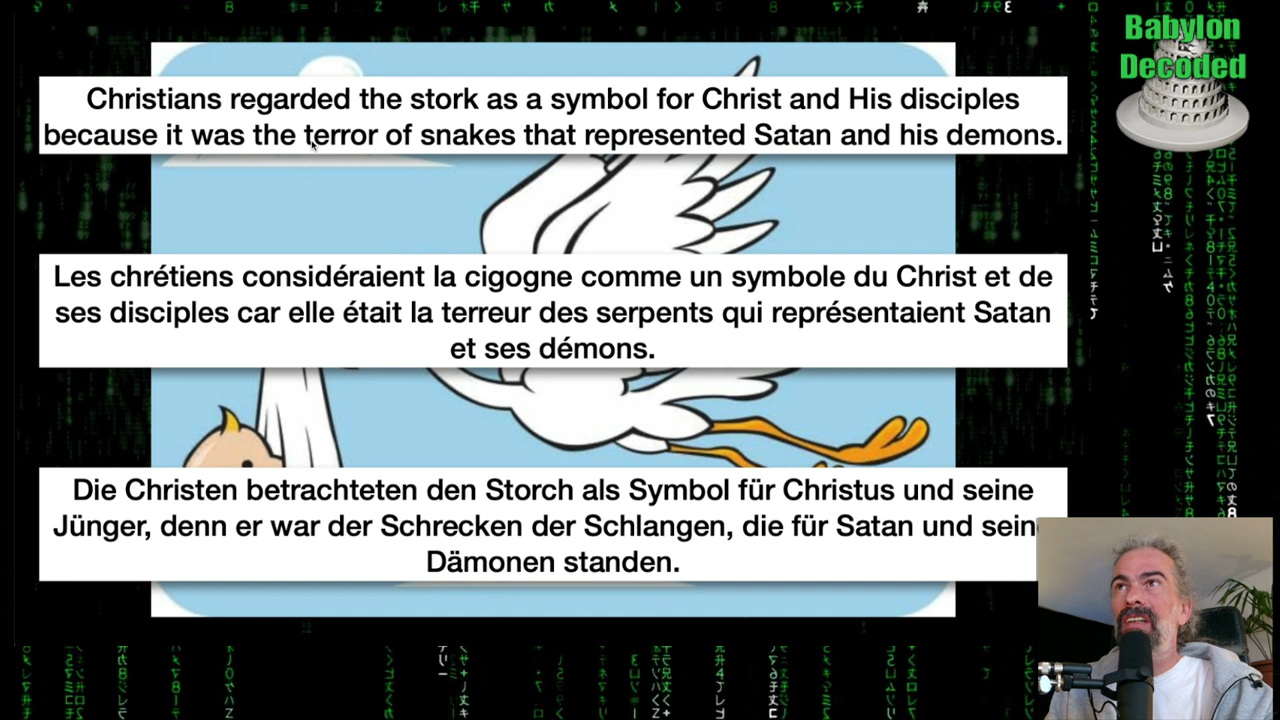 Babylon
Decoded
Christians regarded the stork as a symbol for Christ and His disciples
because it was the terror of snakes that represented Satan and his demons.
Les chrétiens considéraient la cigogne comme un symbole du Christ et de
ses disciples car elle était la terreur des serpents qui représentaient Satan
et ses démons.
Die Christen betrachteten den Storch als Symbol für Christus und seine
Jünger, denn er war der Schrecken der Schlangen, die für Satan und sein
Dämonen standen.